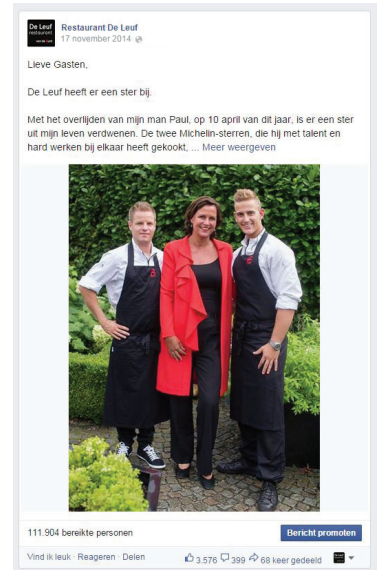 De Leuf
restaurant
Restaurant De Leuf
17 november 2014
Lieve Gasten,
De Leuf heeft er een ster bij.
Met het overlijden van mijn man Paul, op 10 april van dit jaar, is er een ster
uit mijn leven verdwenen. De twee Michelin-sterren, die hij met talent en
hard werken bij elkaar heeft gekookt, ... Meer weergeven
111.904 bereikte personen
Bericht promoten
Vind ik leuk · Reageren · Delen
3.576 399 68 keer gedeeld